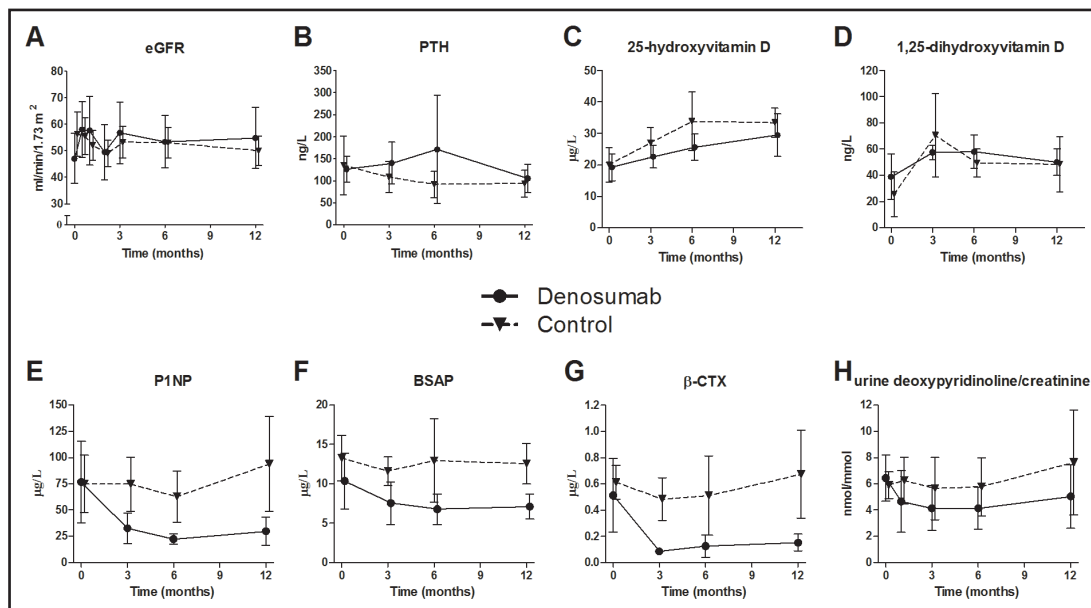 A
eGFR
ml/min/1.73 m²
60
50
40
30
0
80
70
0 3 6 9 12
Time (months)
B
PTH
ng/L
350
300
250
200
150
100
50
0
0 3 6 9 12
Time (months)
C
25-hydroxyvitamin D
µg/L
50
40
30
20
10
0
0 3 6 9 12
Time (months)
D
1,25-dihydroxyvitamin D
ng/L
120
100
80
60
40
20
0
0 3 6 9 12
Time (months)
Denosumab
Control
E
P1NP
µg/L
150
125
100
75
50
25
0
0 3 6 9 12
Time (months)
F
BSAP
µg/L
20
15
10
5
0
0 3 6 9 12
Time (months)
G
β-CTX
µg/L
1.2
1.0
0.8
0.6
0.4
0.2
0.0
0 3 6 9 12
Time (months)
H
urine deoxypyridinoline/creatinine
nmol/mmol
12
10
8
6
4
2
0
0 3 6 9 12
Time (months)